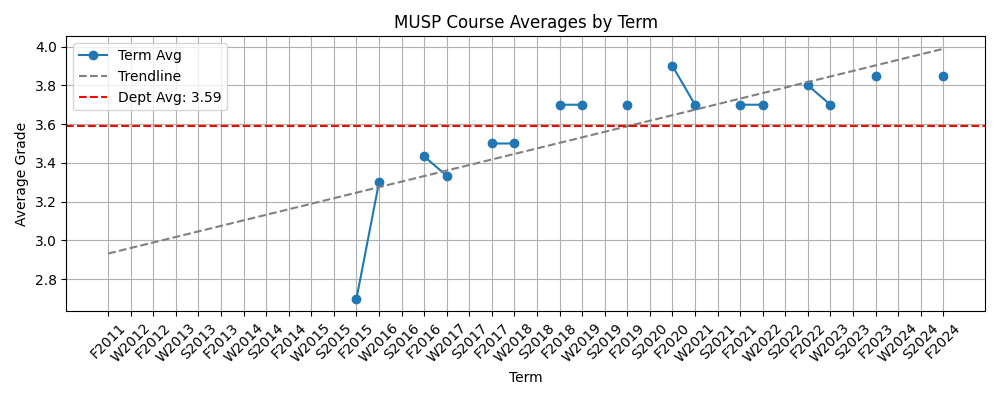 MUSP Course Averages by Term
Term Avg
Trendline
Dept Avg: 3.59
Average Grade
4.0
3.8
3.6
3.4
3.2
3.0
2.8
F2011
W2012
F2012
W2013
S2013
F2013
W2014
S2014
F2014
W2015
S2015
F2015
W2016
S2016
F2016
W2017
S2017
F2017
W2018
S2018
F2018
W2019
S2019
F2019
S2020
F2020
W2021
S2021
F2021
W2022
S2022
F2022
W2023
S2023
F2023
W2024
S2024
F2024
Term